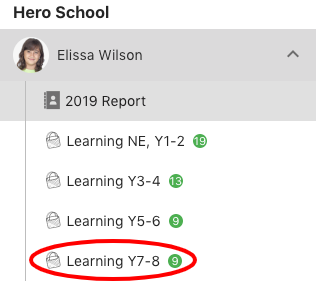 Hero School
Elissa Wilson
2019 Report
Learning NE, Y1-2 19
Learning Y3-4 13
Learning Y5-6 9
Learning Y7-8 9